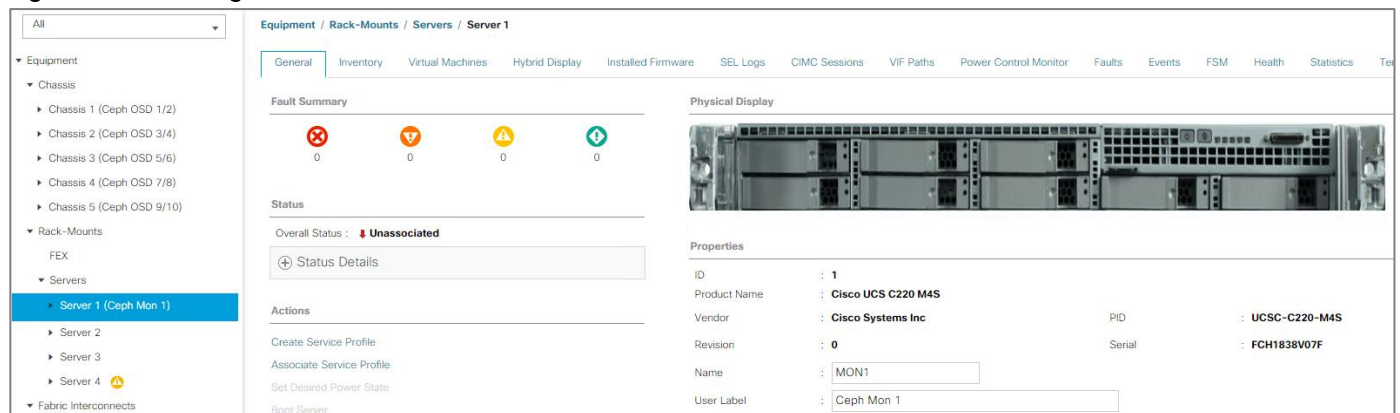 All
Equipment
Chassis
Chassis 1 (Ceph OSD 1/2)
Chassis 2 (Ceph OSD 3/4)
Chassis 3 (Ceph OSD 5/6)
Chassis 4 (Ceph OSD 7/8)
Chassis 5 (Ceph OSD 9/10)
Rack-Mounts
FEX
Servers
Server 1 (Ceph Mon 1)
Server 2
Server 3
Server 4
Fabric Interconnects
Equipment / Rack-Mounts / Servers / Server 1
General Inventory Virtual Machines Hybrid Display Installed Firmware SEL Logs CIMC Sessions VIF Paths Power Control Monitor Faults Events FSM Health Statistics
Fault Summary
0 0 0 0
Status
Overall Status : Unassociated
Status Details
Actions
Create Service Profile
Associate Service Profile
Set Desired Power State
Boot Server
Physical Display
Properties
ID : 1
Product Name : Cisco UCS C220 M4S
Vendor : Cisco Systems Inc PID : UCSC-C220-M4S
Revision : 0 Serial : FCH1838V07F
Name : MON1
User Label : Ceph Mon 1